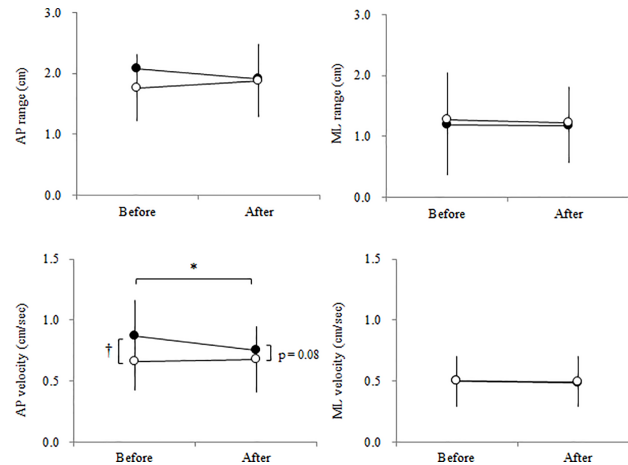 AP range (cm)
3.0
2.0
1.0
0.0
Before After
ML range (cm)
3.0
2.0
1.0
0.0
Before After
AP velocity (cm/sec)
1.5
1.0
0.5
0.0
*
†
p = 0.08
Before After
ML velocity (cm/sec)
1.5
1.0
0.5
0.0
Before After